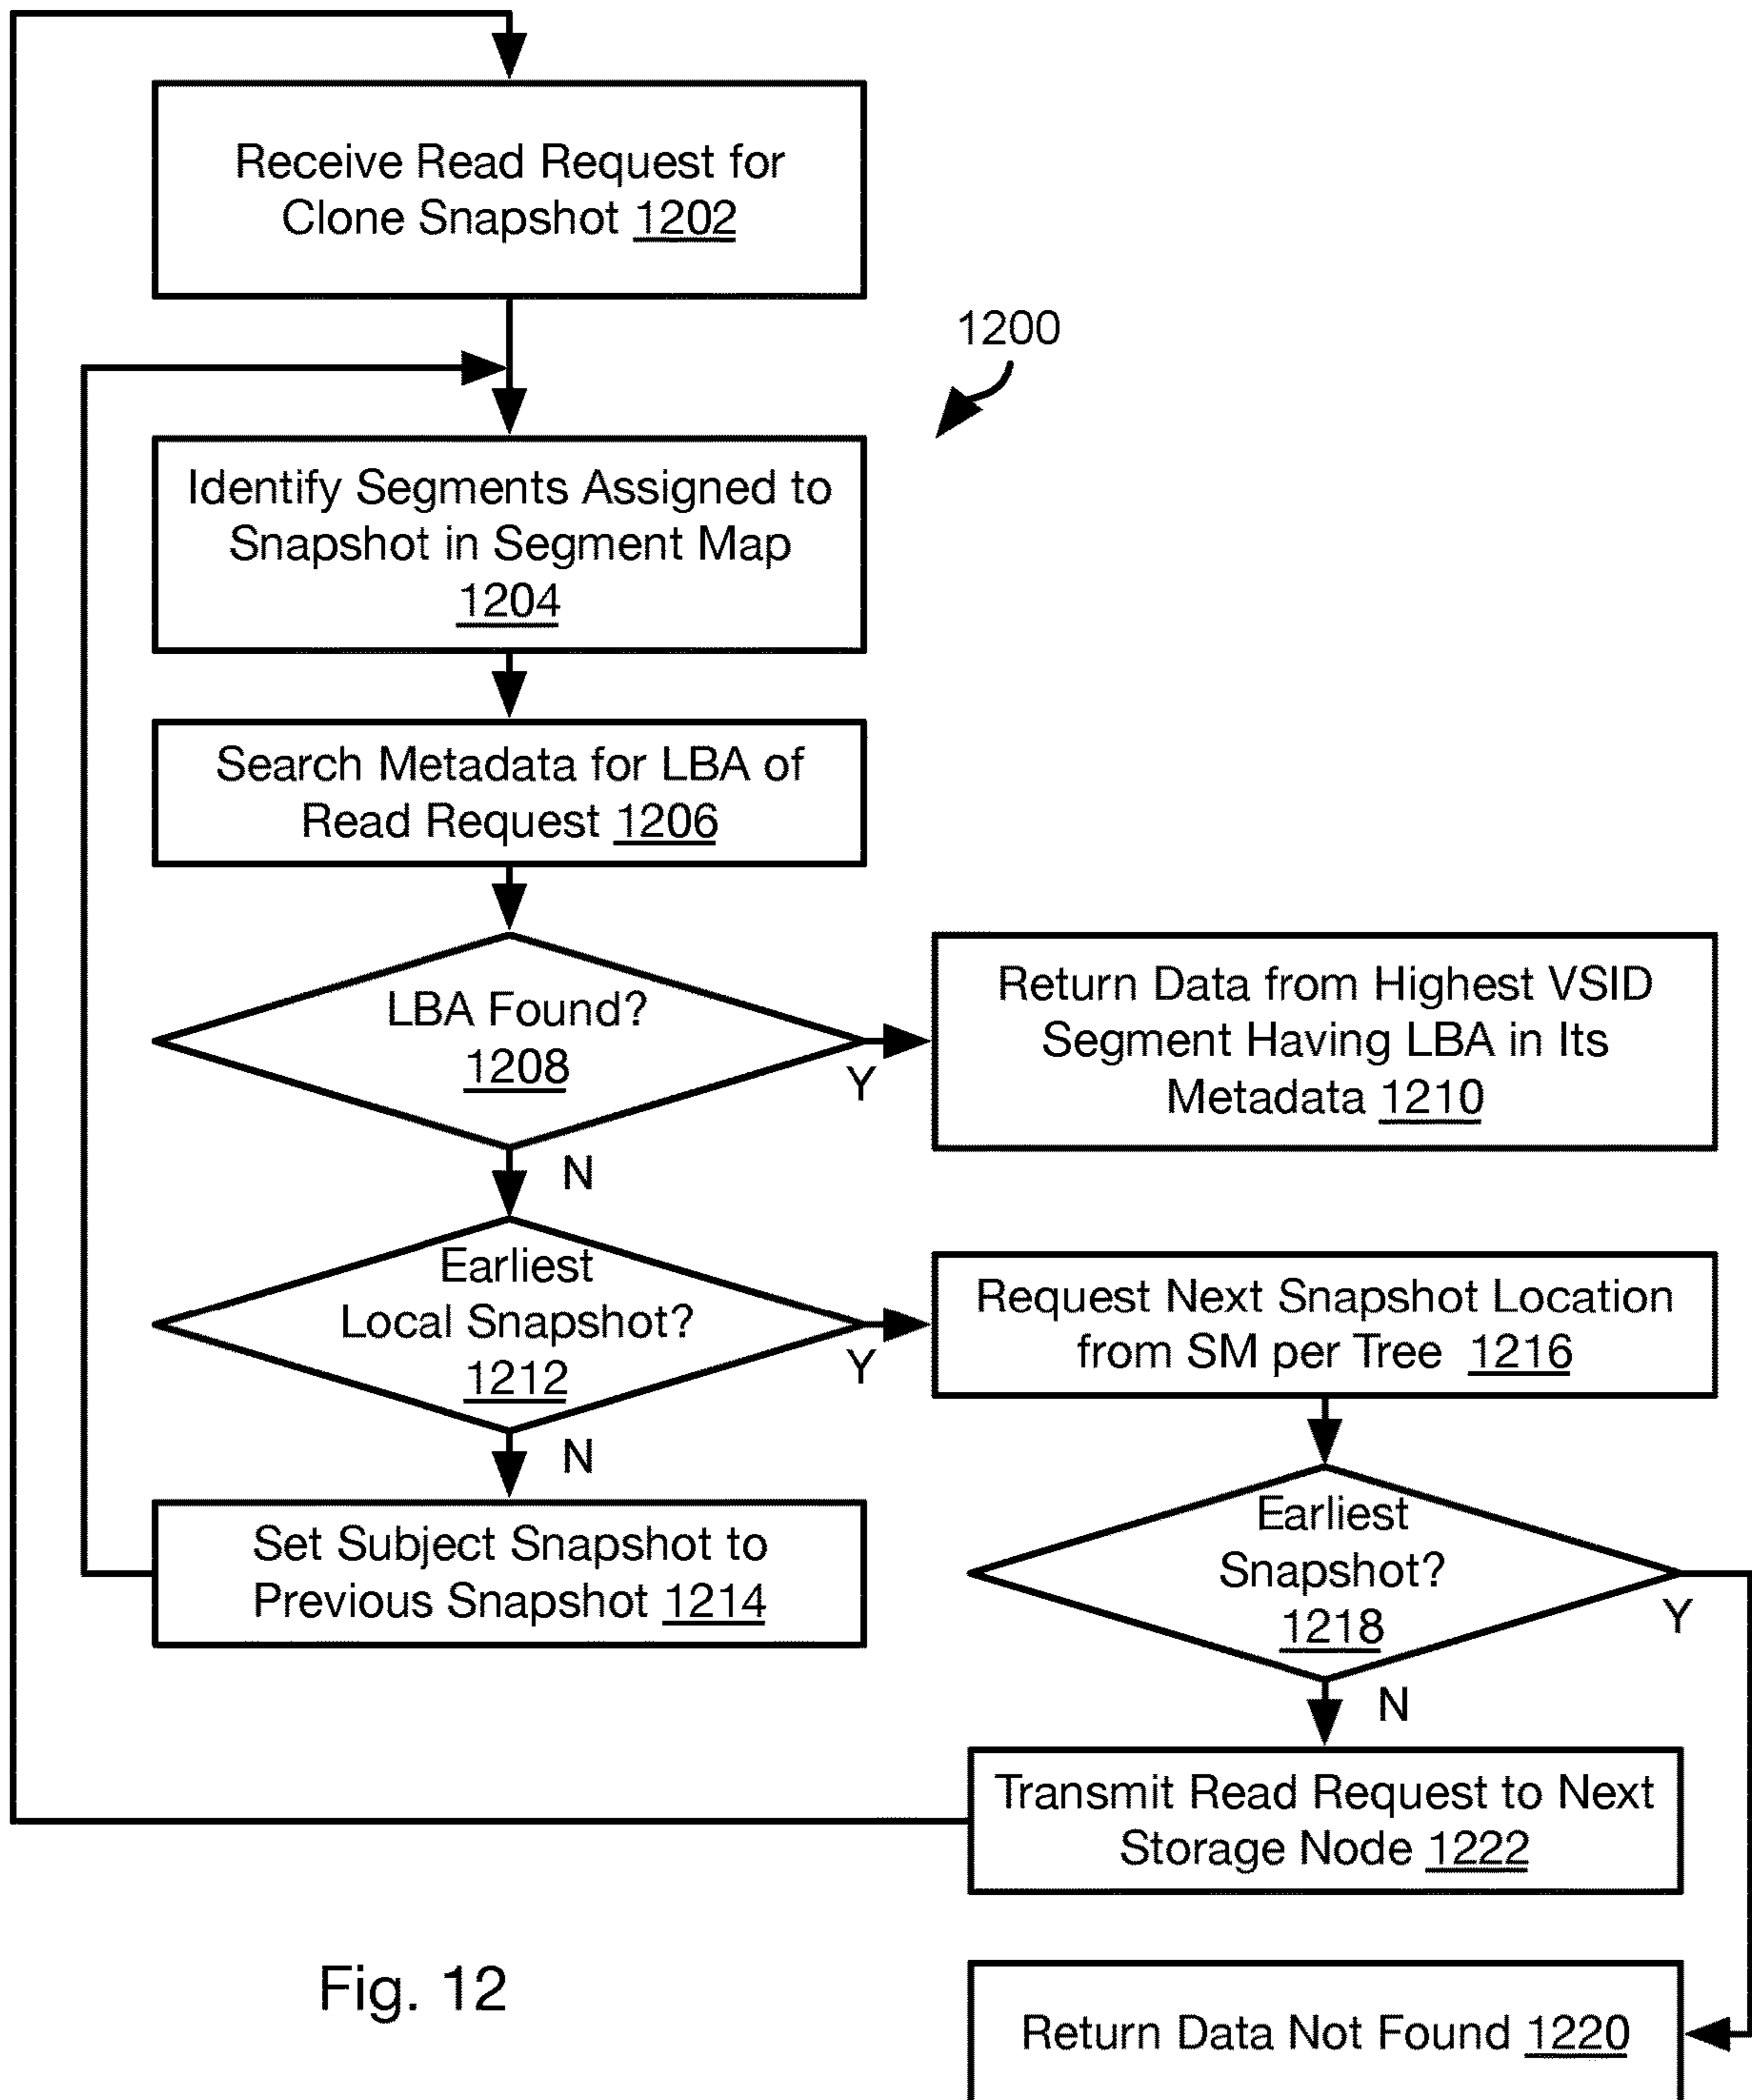 Receive Read Request for
Clone Snapshot 1202
1200
Identify Segments Assigned to
Snapshot in Segment Map
1204
Search Metadata for LBA of
Read Request 1206
LBA Found?
1208
Y
N
Return Data from Highest VSID
Segment Having LBA in Its
Metadata 1210
Earliest
Local Snapshot?
1212
Y
N
Request Next Snapshot Location
from SM per Tree 1216
Set Subject Snapshot to
Previous Snapshot 1214
Earliest
Snapshot?
1218
Y
N
Transmit Read Request to Next
Storage Node 1222
Return Data Not Found 1220
Fig. 12